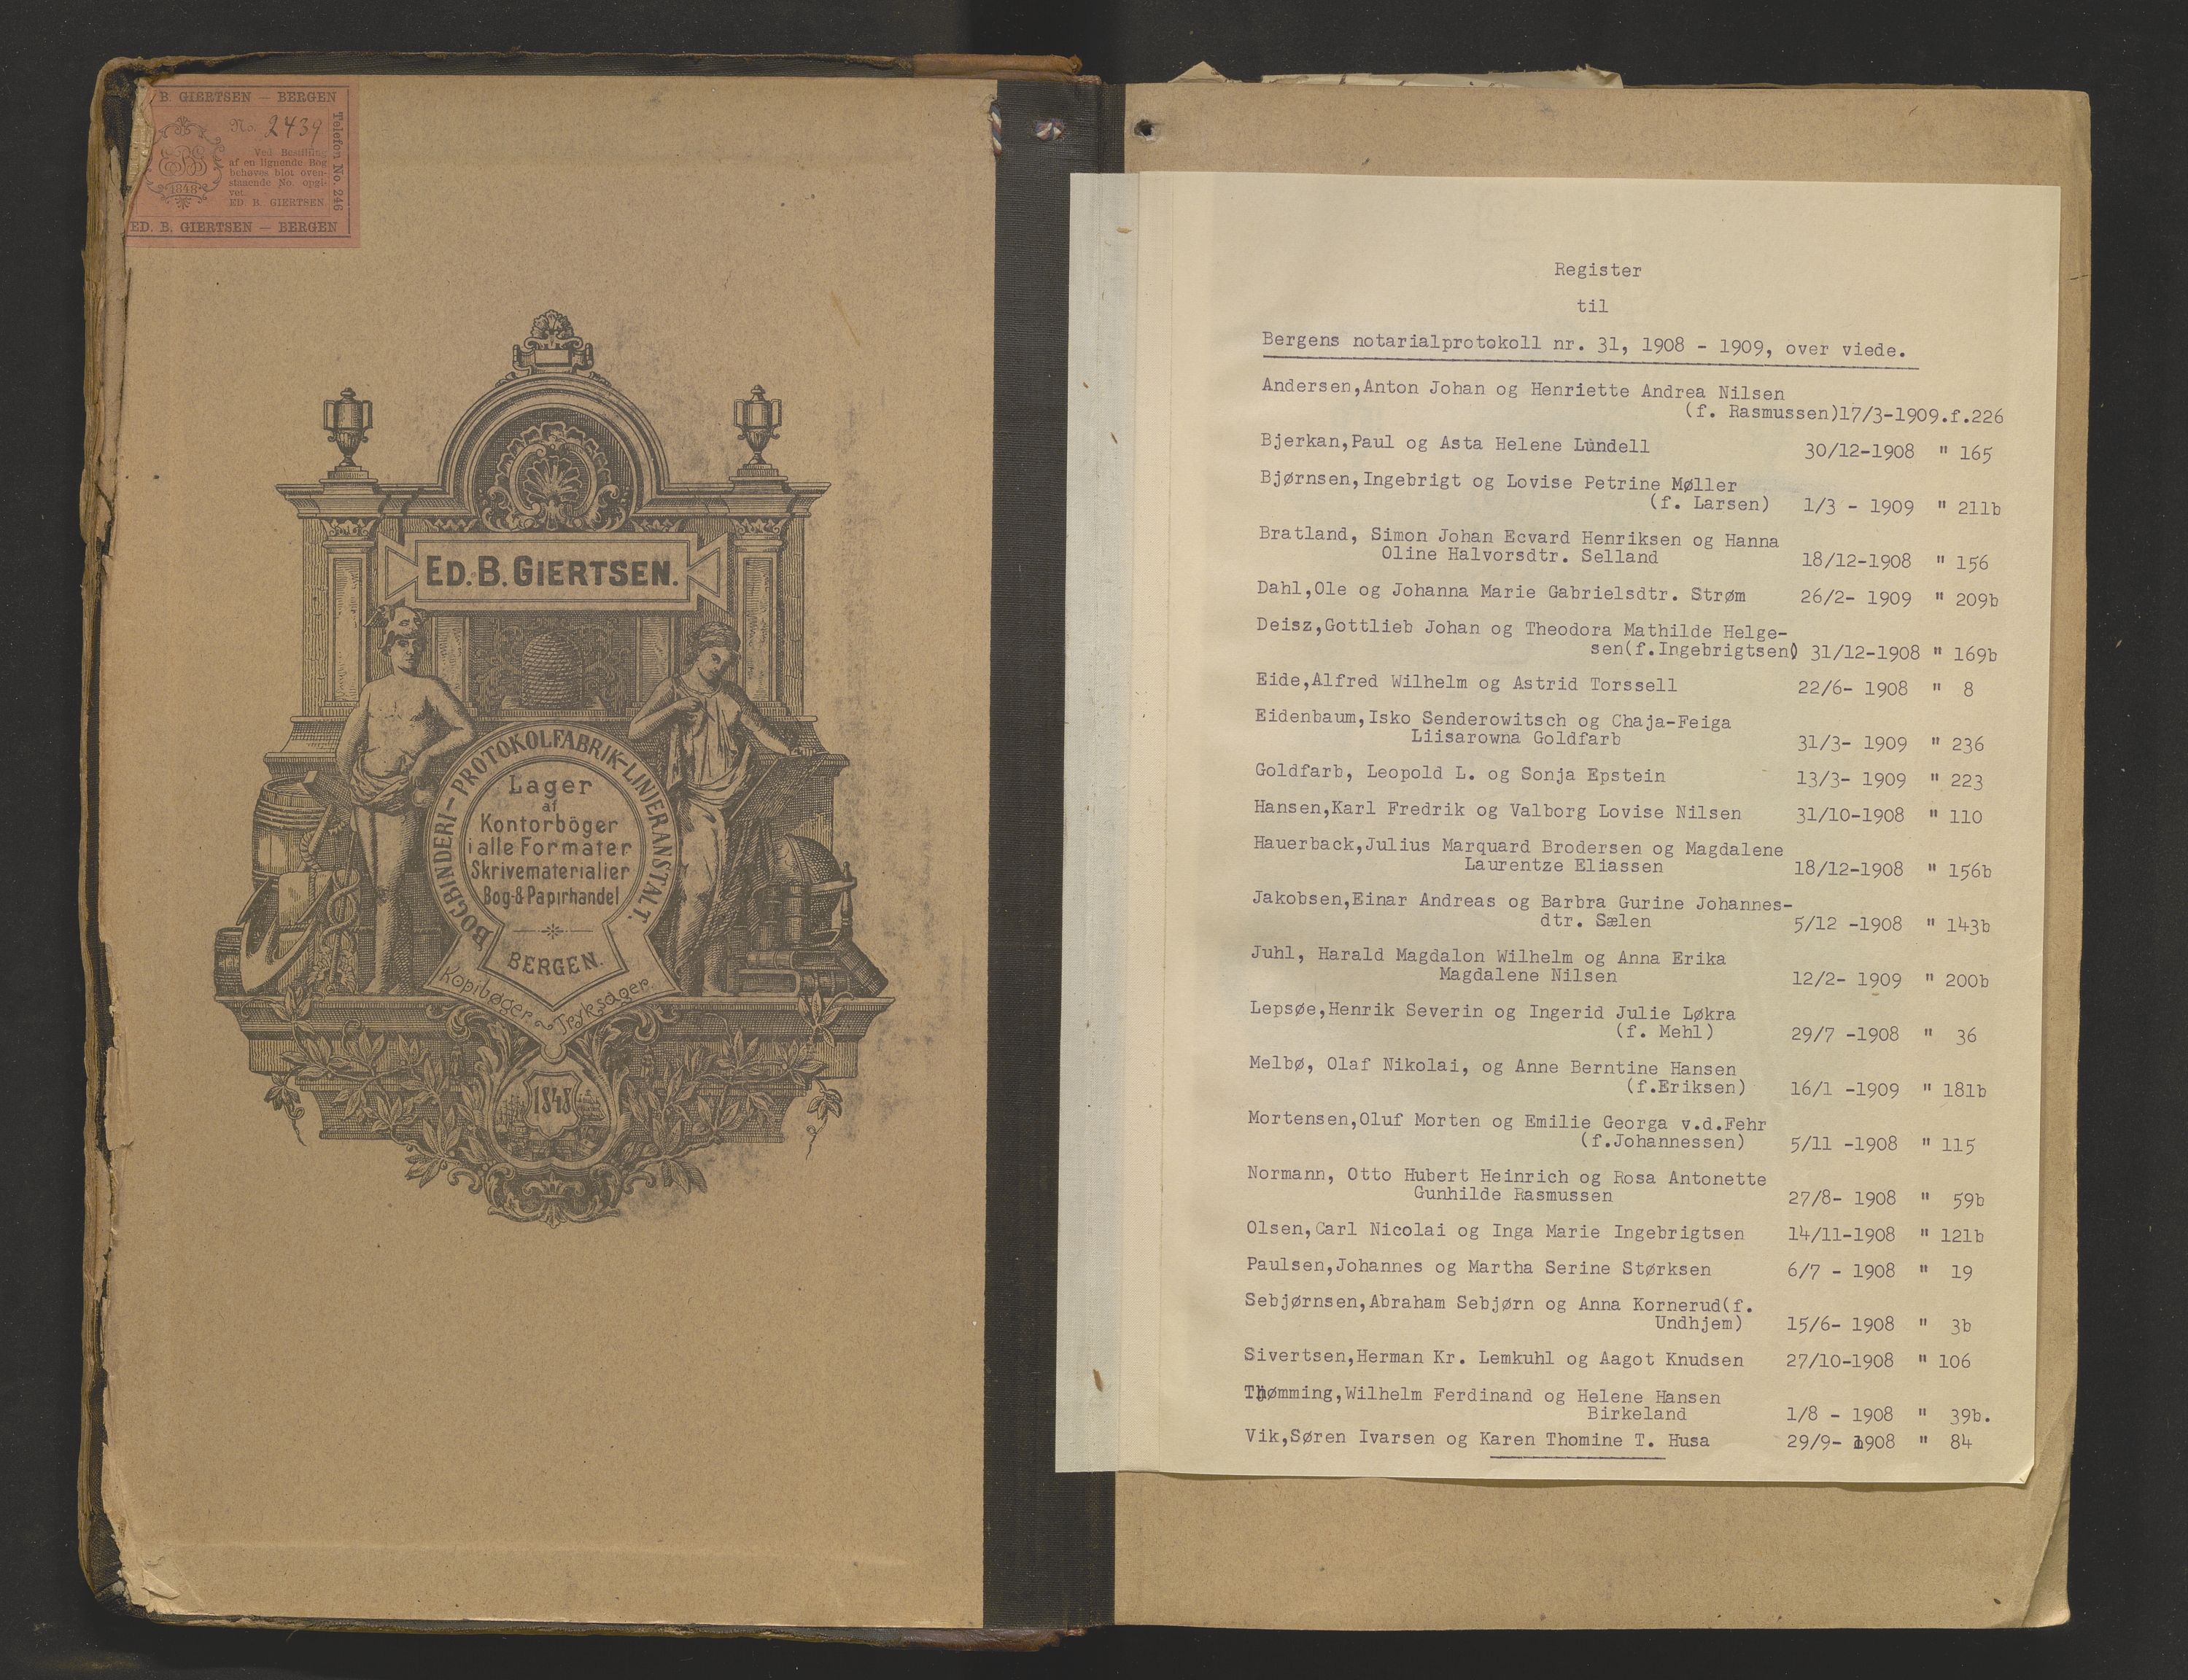 B. GIERTSEN — BERGEN
No. 2439
Ved Bestilling
af en lignende Bog
behøves blot oven-
staaende No. opgi-
vet.
ED. B. GIERTSEN.
1848
Telefon No. 246
ED. B. GIERTSEN — BERGEN
ED. B. GIERTSEN.
BOGBINDERI - PROTOKOLFABRIK - LINJERANSTALT.
Lager
af
Kontorböger
i alle Formater
Skrivematerialier
Bog- & Papirhandel
BERGEN.
Kopibøger. Tryksager.
1848
Register
til
Bergens notarialprotokoll nr. 31, 1908 - 1909, over viede.
Andersen,Anton Johan og Henriette Andrea Nilsen
(f. Rasmussen)17/3-1909.f.226
Bjerkan,Paul og Asta Helene Lundell 30/12-1908 " 165
Bjørnsen,Ingebrigt og Lovise Petrine Møller
(f. Larsen) 1/3 - 1909 " 211b
Bratland, Simon Johan Ecvard Henriksen og Hanna
Oline Halvorsdtr. Selland 18/12-1908 " 156
Dahl,Ole og Johanna Marie Gabrielsdtr. Strøm 26/2- 1909 " 209b
Deisz,Gottlieb Johan og Theodora Mathilde Helge-
sen(f.Ingebrigtsen) 31/12-1908 " 169b
Eide,Alfred Wilhelm og Astrid Torssell 22/6- 1908 " 8
Eidenbaum,Isko Senderowitsch og Chaja-Feiga
Liisarowna Goldfarb 31/3- 1909 " 236
Goldfarb, Leopold L. og Sonja Epstein 13/3- 1909 " 223
Hansen,Karl Fredrik og Valborg Lovise Nilsen 31/10-1908 " 110
Hauerback,Julius Marquard Brodersen og Magdalene
Laurentze Eliassen 18/12-1908 " 156b
Jakobsen,Einar Andreas og Barbra Gurine Johannes-
dtr. Sælen 5/12 -1908 " 143b
Juhl, Harald Magdalon Wilhelm og Anna Erika
Magdalene Nilsen 12/2- 1909 " 200b
Lepsøe,Henrik Severin og Ingerid Julie Løkra
(f. Mehl) 29/7 -1908 " 36
Melbø, Olaf Nikolai, og Anne Berntine Hansen
(f.Eriksen) 16/1 -1909 " 181b
Mortensen,Oluf Morten og Emilie Georga v.d.Fehr
(f.Johannessen) 5/11 -1908 " 115
Normann, Otto Hubert Heinrich og Rosa Antonette
Gunhilde Rasmussen 27/8- 1908 " 59b
Olsen,Carl Nicolai og Inga Marie Ingebrigtsen 14/11-1908 " 121b
Paulsen,Johannes og Martha Serine Størksen 6/7 - 1908 " 19
Sebjørnsen,Abraham Sebjørn og Anna Kornerud(f.
Undhjem) 15/6- 1908 " 3b
Sivertsen,Herman Kr. Lemkuhl og Aagot Knudsen 27/10-1908 " 106
Wilhelm Ferdinand og Helene Hansen
Birkeland 1/8 - 1908 " 39b.
Vik,Søren Ivarsen og Karen Thomine T. Husa 29/9- 1908 " 84